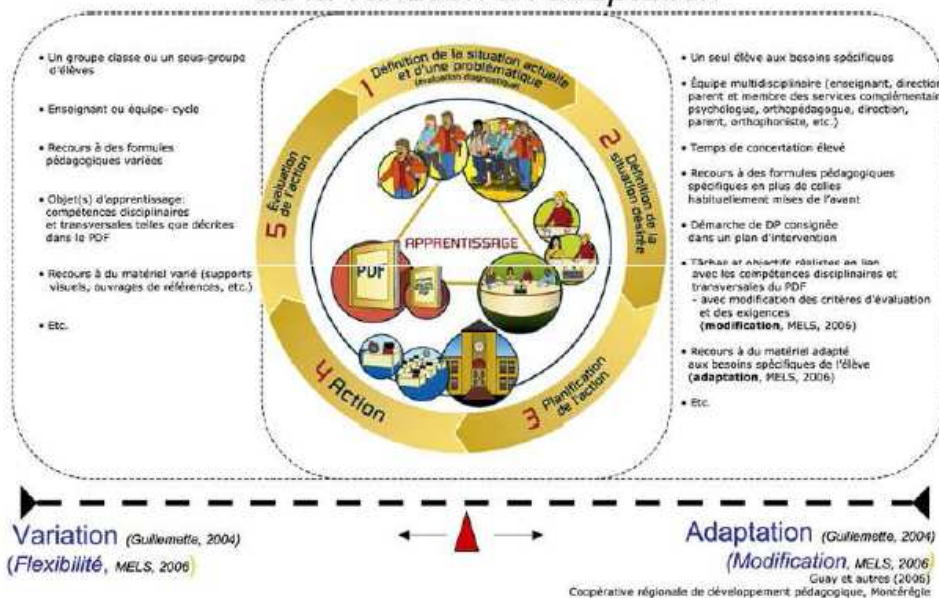 • Un groupe classe ou un sous-groupe
d'élèves
• Enseignant ou équipe- cycle
• Recours à des formules
pédagogiques variées
• Objet(s) d'apprentissage:
compétences disciplinaires
et transversales telles que décrites
dans le PDF
• Recours à du matériel varié (supports
visuels, ouvrages de références, etc.)
• Etc.
1 Définition de la situation actuelle
et d'une problématique
(évaluation diagnostique)
2 Définition de la
situation désirée
3 Planification
de l'action
4 Action
5 Évaluation
de l'action
APPRENTISSAGE
PDF
• Un seul élève aux besoins spécifiques
• Équipe multidisciplinaire (enseignant, direction
parent et membre des services complémentair
psychologue, orthopédagogue, direction,
parent, orthophoniste, etc.)
• Temps de concertation élevé
• Recours à des formules pédagogiques
spécifiques en plus de celles
habituellement mises de l'avant
• Démarche de DP consignée
dans un plan d'intervention
• Tâches et objectifs réalistes en lien
avec les compétences disciplinaires et
transversales du PDF
- avec modification des critères d'évaluation
et des exigences
(modification, MELS, 2006)
• Recours à du matériel adapté
aux besoins spécifiques de l'élève
(adaptation, MELS, 2006)
• Etc.
Variation (Guillemette, 2004)
(Flexibilité, MELS, 2006)
Adaptation (Guillemette, 2004)
(Modification, MELS, 2006)
Guay et autres (2006)
Coopérative régionale de développement pédagogique, Montérégie